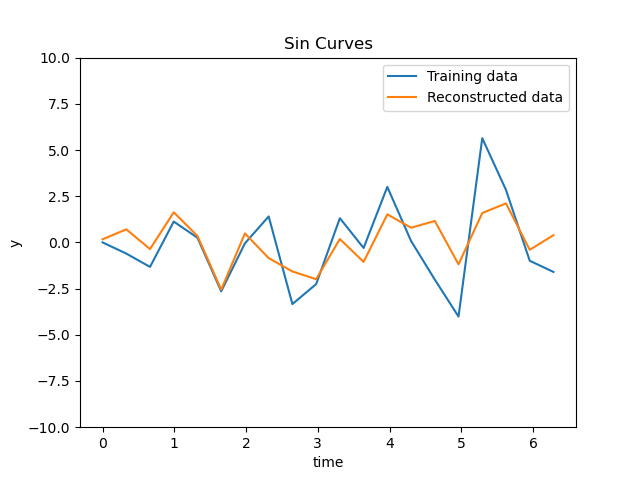 Sin Curves
Training data
Reconstructed data
10.0
7.5
5.0
2.5
0.0
−2.5
−5.0
−7.5
−10.0
y
0 1 2 3 4 5 6
time